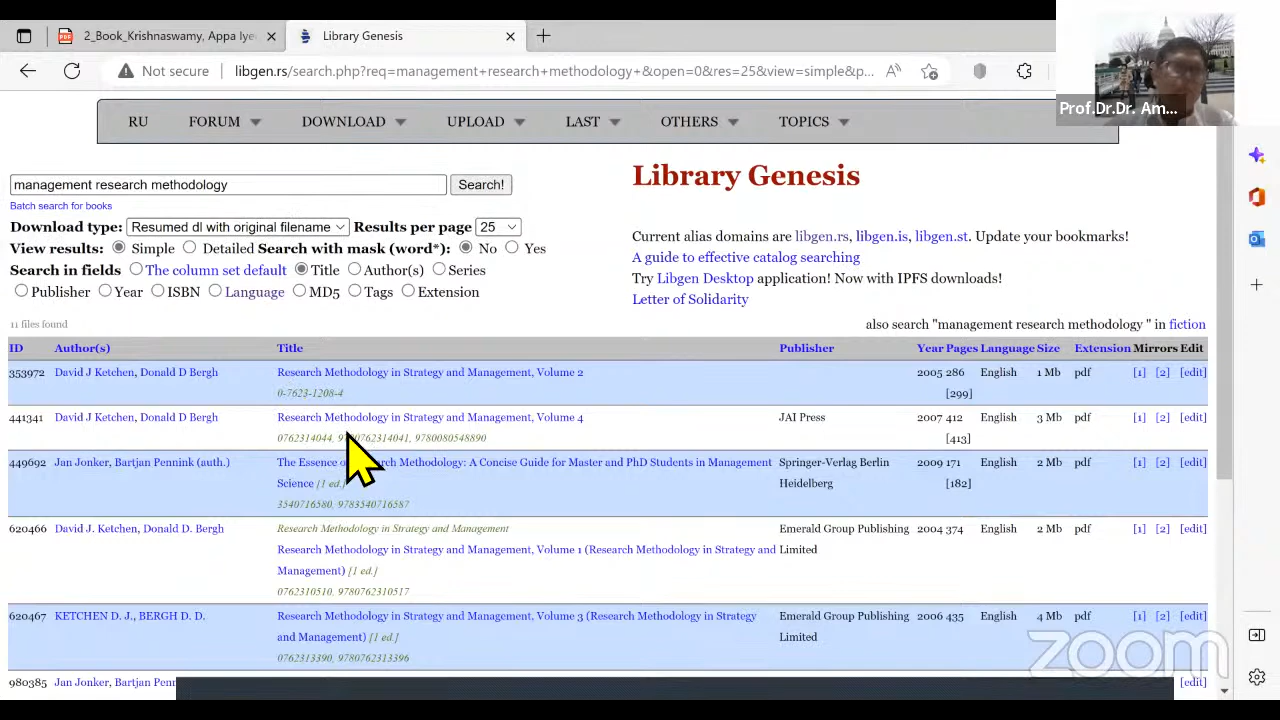 2_Book_Krishnaswamy, Appa Iye
Library Genesis
Not secure
libgen.rs/search.php?req=management+research+methodology+&open=0&res=25&view=simple&p...
Prof.Dr.Dr. Am...
RU FORUM DOWNLOAD UPLOAD LAST OTHERS TOPICS
management research methodology
Search!
Library Genesis
Batch search for books
Download type: Resumed dl with original filename Results per page 25
View results: Simple Detailed Search with mask (word*): No Yes
Search in fields The column set default Title Author(s) Series
Publisher Year ISBN Language MD5 Tags Extension
Current alias domains are libgen.rs, libgen.is, libgen.st. Update your bookmarks!
A guide to effective catalog searching
Try Libgen Desktop application! Now with IPFS downloads!
Letter of Solidarity
11 files found
also search "management research methodology " in fiction
ID Author(s) Title Publisher Year Pages Language Size Extension Mirrors Edit
353972 David J Ketchen, Donald D Bergh Research Methodology in Strategy and Management, Volume 2 2005 286 English 1 Mb pdf [1] [2] [edit]
0-7623-1208-4 [299]
441341 David J Ketchen, Donald D Bergh Research Methodology in Strategy and Management, Volume 4 JAI Press 2007 412 English 3 Mb pdf [1] [2] [edit]
0762314044, 9780762314041, 9780080548890 [413]
449692 Jan Jonker, Bartjan Pennink (auth.) The Essence of Research Methodology: A Concise Guide for Master and PhD Students in Management Springer-Verlag Berlin 2009 171 English 2 Mb pdf [1] [2] [edit]
Science [1 ed.] Heidelberg [182]
3540716580, 9783540716587
620466 David J. Ketchen, Donald D. Bergh Research Methodology in Strategy and Management Emerald Group Publishing 2004 374 English 2 Mb pdf [1] [2] [edit]
Research Methodology in Strategy and Management, Volume 1 (Research Methodology in Strategy and Limited
Management) [1 ed.]
0762310510, 9780762310517
620467 KETCHEN D. J., BERGH D. D. Research Methodology in Strategy and Management, Volume 3 (Research Methodology in Strategy Emerald Group Publishing 2006 435 English 4 Mb pdf [1] [2] [edit]
and Management) [1 ed.] Limited
0762313390, 9780762313396
980385 Jan Jonker, Bartjan Penn [edit]
zoom